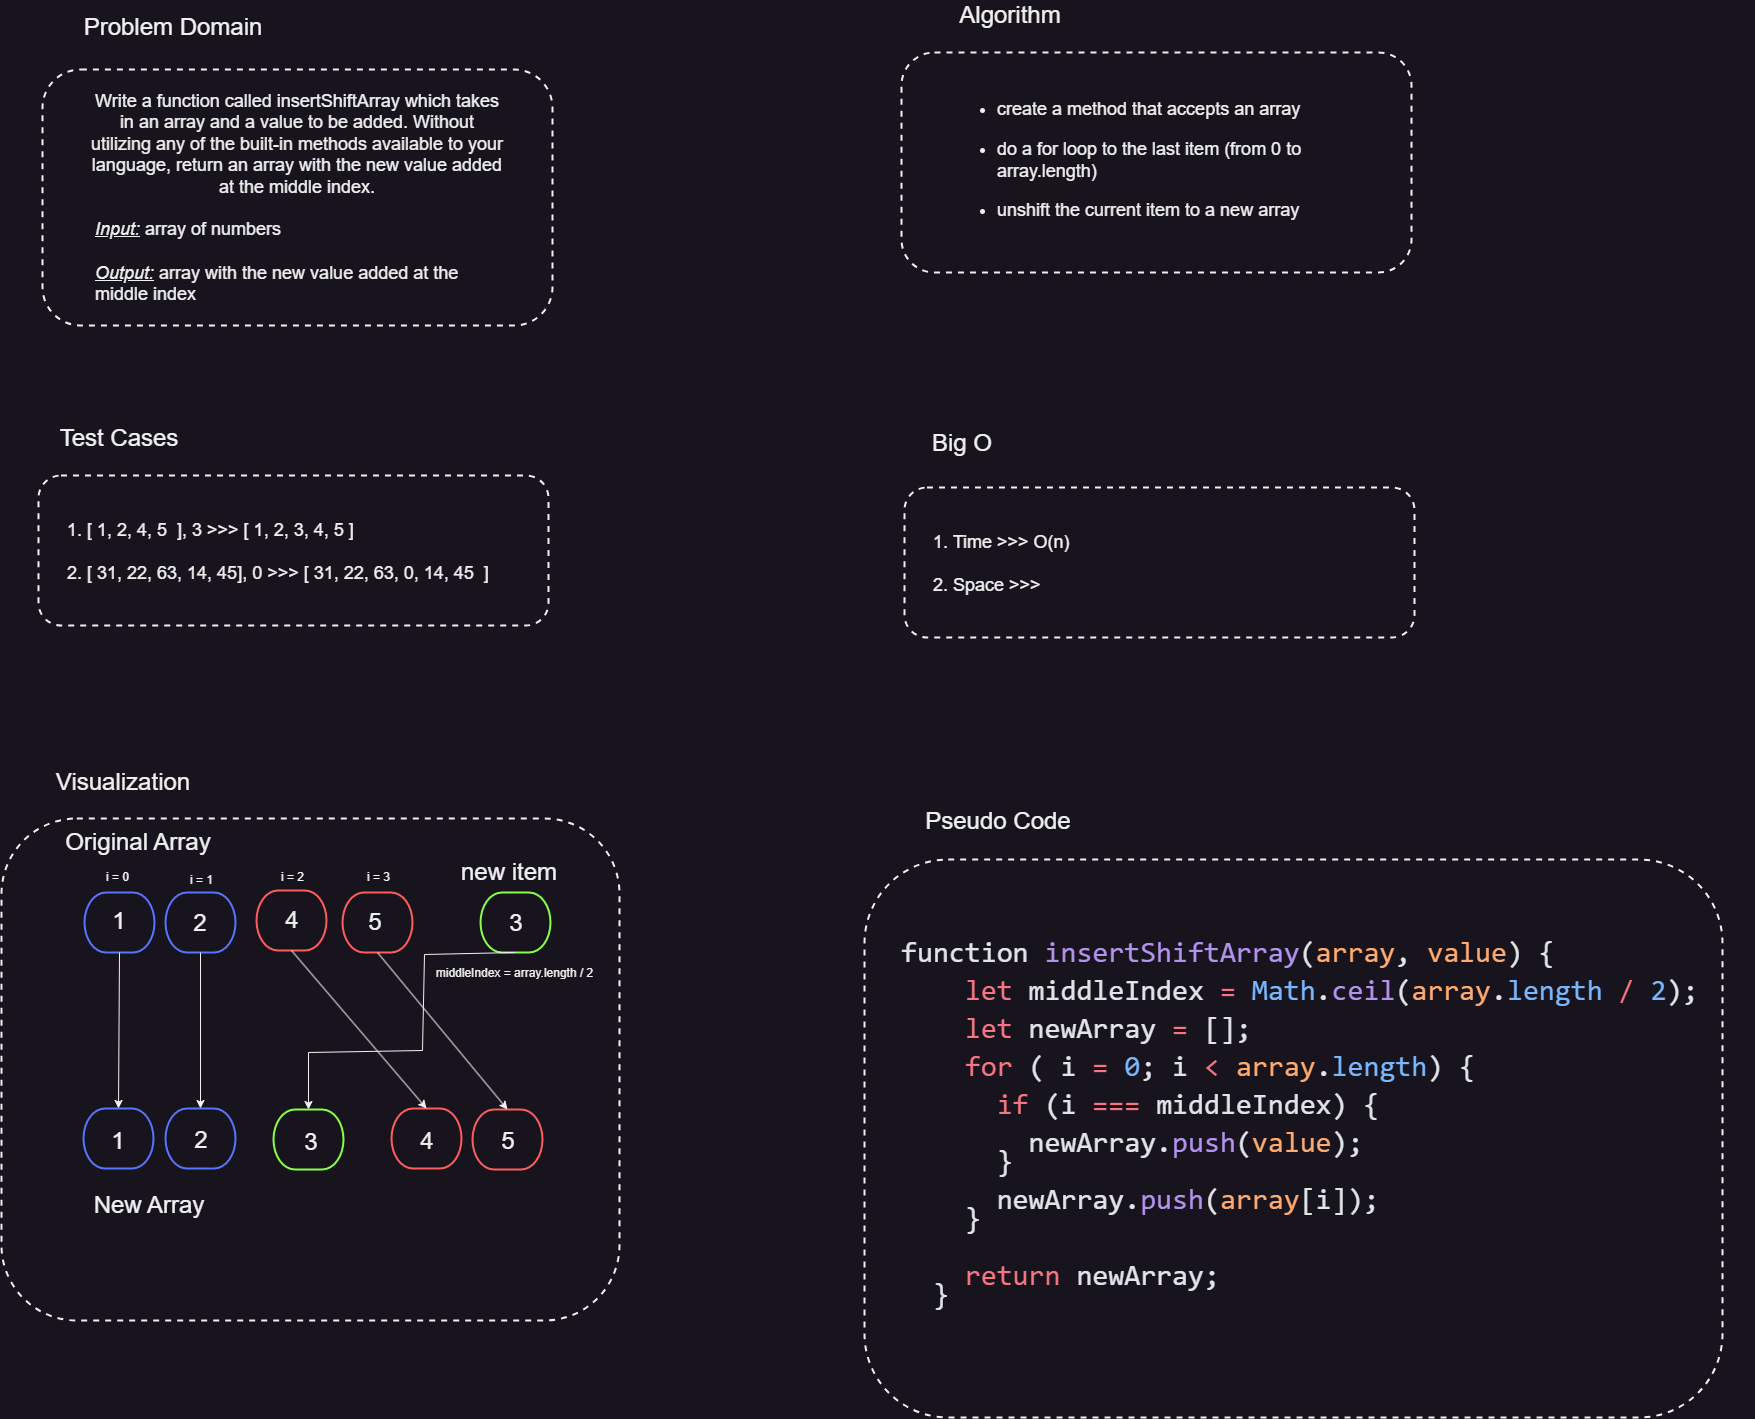 Problem Domain
Write a function called insertShiftArray which takes
in an array and a value to be added. Without
utilizing any of the built-in methods available to your
language, return an array with the new value added
at the middle index.
Input: array of numbers
Output: array with the new value added at the
middle index
Algorithm
• create a method that accepts an array
• do a for loop to the last item (from 0 to
array.length)
• unshift the current item to a new array
Test Cases
1. [ 1, 2, 4, 5  ], 3 >>> [ 1, 2, 3, 4, 5 ]
2. [ 31, 22, 63, 14, 45], 0 >>> [ 31, 22, 63, 0, 14, 45  ]
Big O
1. Time >>> O(n)
2. Space >>>
Visualization
Original Array
i = 0 i = 1 i = 2 i = 3 new item
1 2 4 5 3
middleIndex = array.length / 2
1 2 3 4 5
New Array
Pseudo Code
function insertShiftArray(array, value) {
let middleIndex = Math.ceil(array.length / 2);
let newArray = [];
for ( i = 0; i < array.length) {
if (i === middleIndex) {
newArray.push(value);
}
newArray.push(array[i]);
}
return newArray;
}